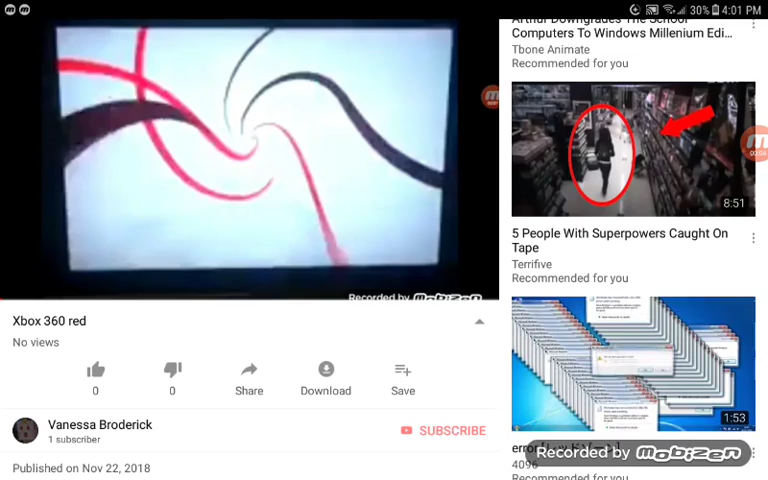 30% 4:01 PM
Arthur Downgrades The School
Computers To Windows Millenium Edi...
Tbone Animate
Recommended for you
8:51
5 People With Superpowers Caught On
Tape
Terrifive
Recommended for you
1:53
4096
Recommended for you
Recorded by mobizen
Recorded by mobizen
Xbox 360 red
No views
0
0
Share
Download
Save
Vanessa Broderick
1 subscriber
SUBSCRIBE
Published on Nov 22, 2018